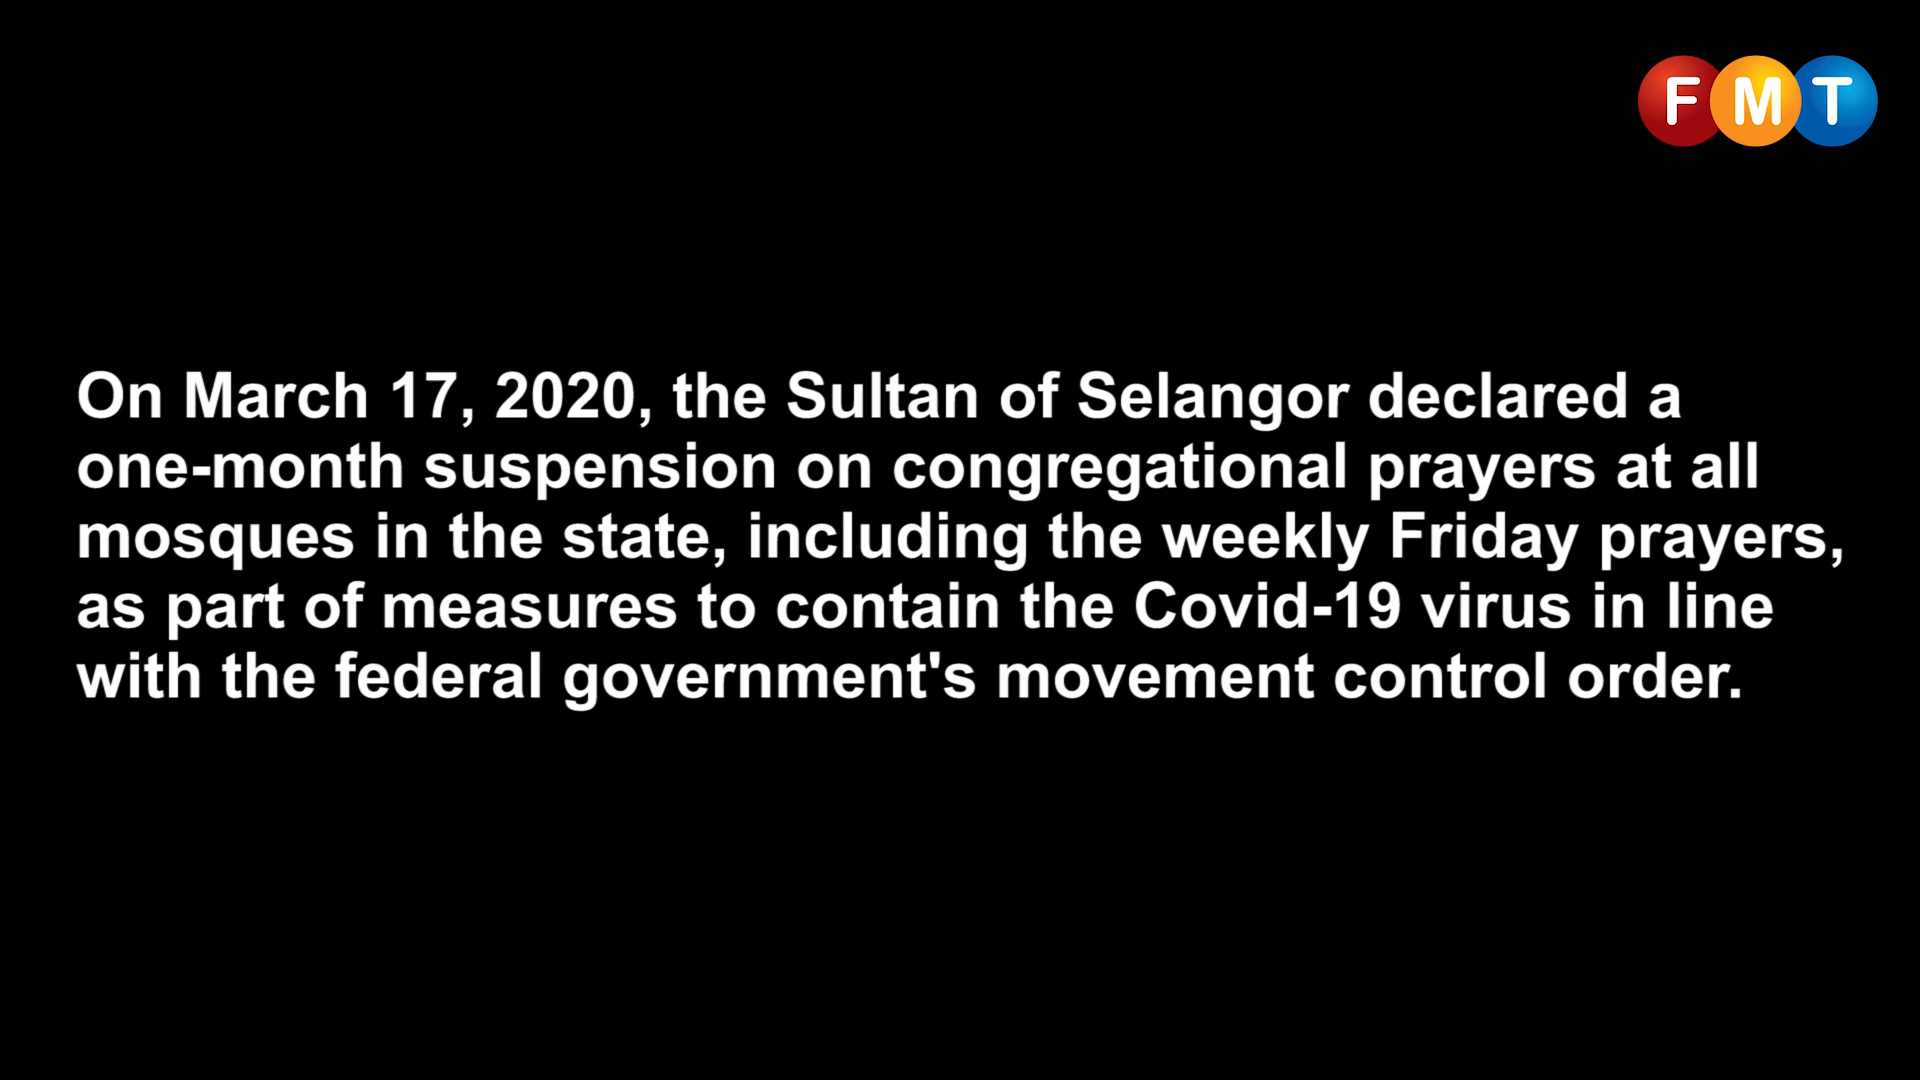 FMT
On March 17, 2020, the Sultan of Selangor declared a
one-month suspension on congregational prayers at all
mosques in the state, including the weekly Friday prayers,
as part of measures to contain the Covid-19 virus in line
with the federal government's movement control order.